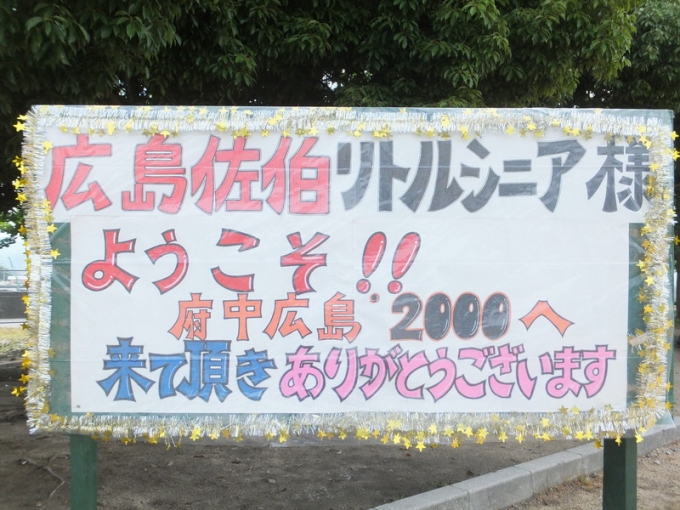 広島佐伯リトルシニア様
ようこそ!!
府中広島'2000へ
来て頂きありがとうございます